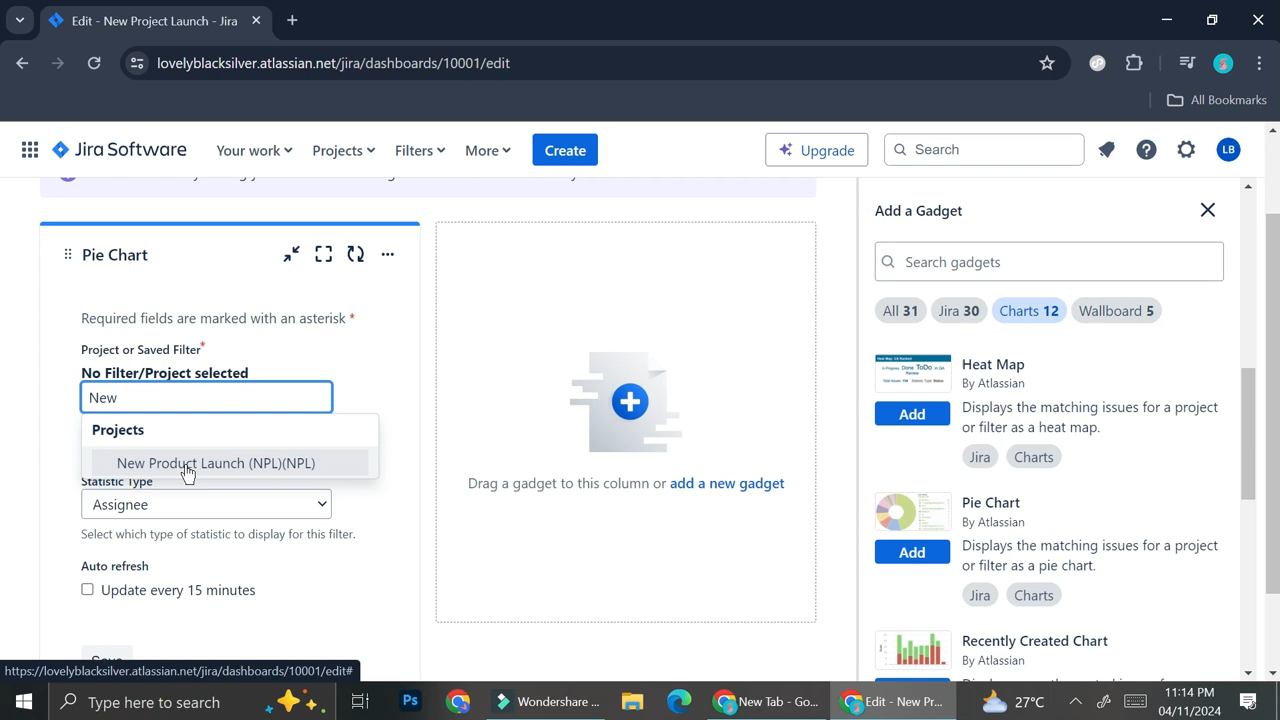 Edit - New Project Launch - Jira
lovelyblacksilver.atlassian.net/jira/dashboards/10001/edit
All Bookmarks
Jira Software
Your work
Projects
Filters
More
Create
Upgrade
Search
LB
Pie Chart
Required fields are marked with an asterisk *
Project or Saved Filter*
No Filter/Project selected
New
Projects
New Product Launch (NPL)(NPL)
Statistic Type
Assignee
Select which type of statistic to display for this filter.
Auto refresh
Update every 15 minutes
Save
Drag a gadget to this column or add a new gadget
Add a Gadget
Search gadgets
All 31
Jira 30
Charts 12
Wallboard 5
Heat Map
By Atlassian
Add
Displays the matching issues for a project
or filter as a heat map.
Jira
Charts
Pie Chart
By Atlassian
Add
Displays the matching issues for a project
or filter as a pie chart.
Jira
Charts
Recently Created Chart
By Atlassian
https://lovelyblacksilver.atlassian.net/jira/dashboards/10001/edit#
Type here to search
Ps
Wondershare ...
New Tab - Go...
Edit - New Pr...
27°C
11:14 PM
04/11/2024